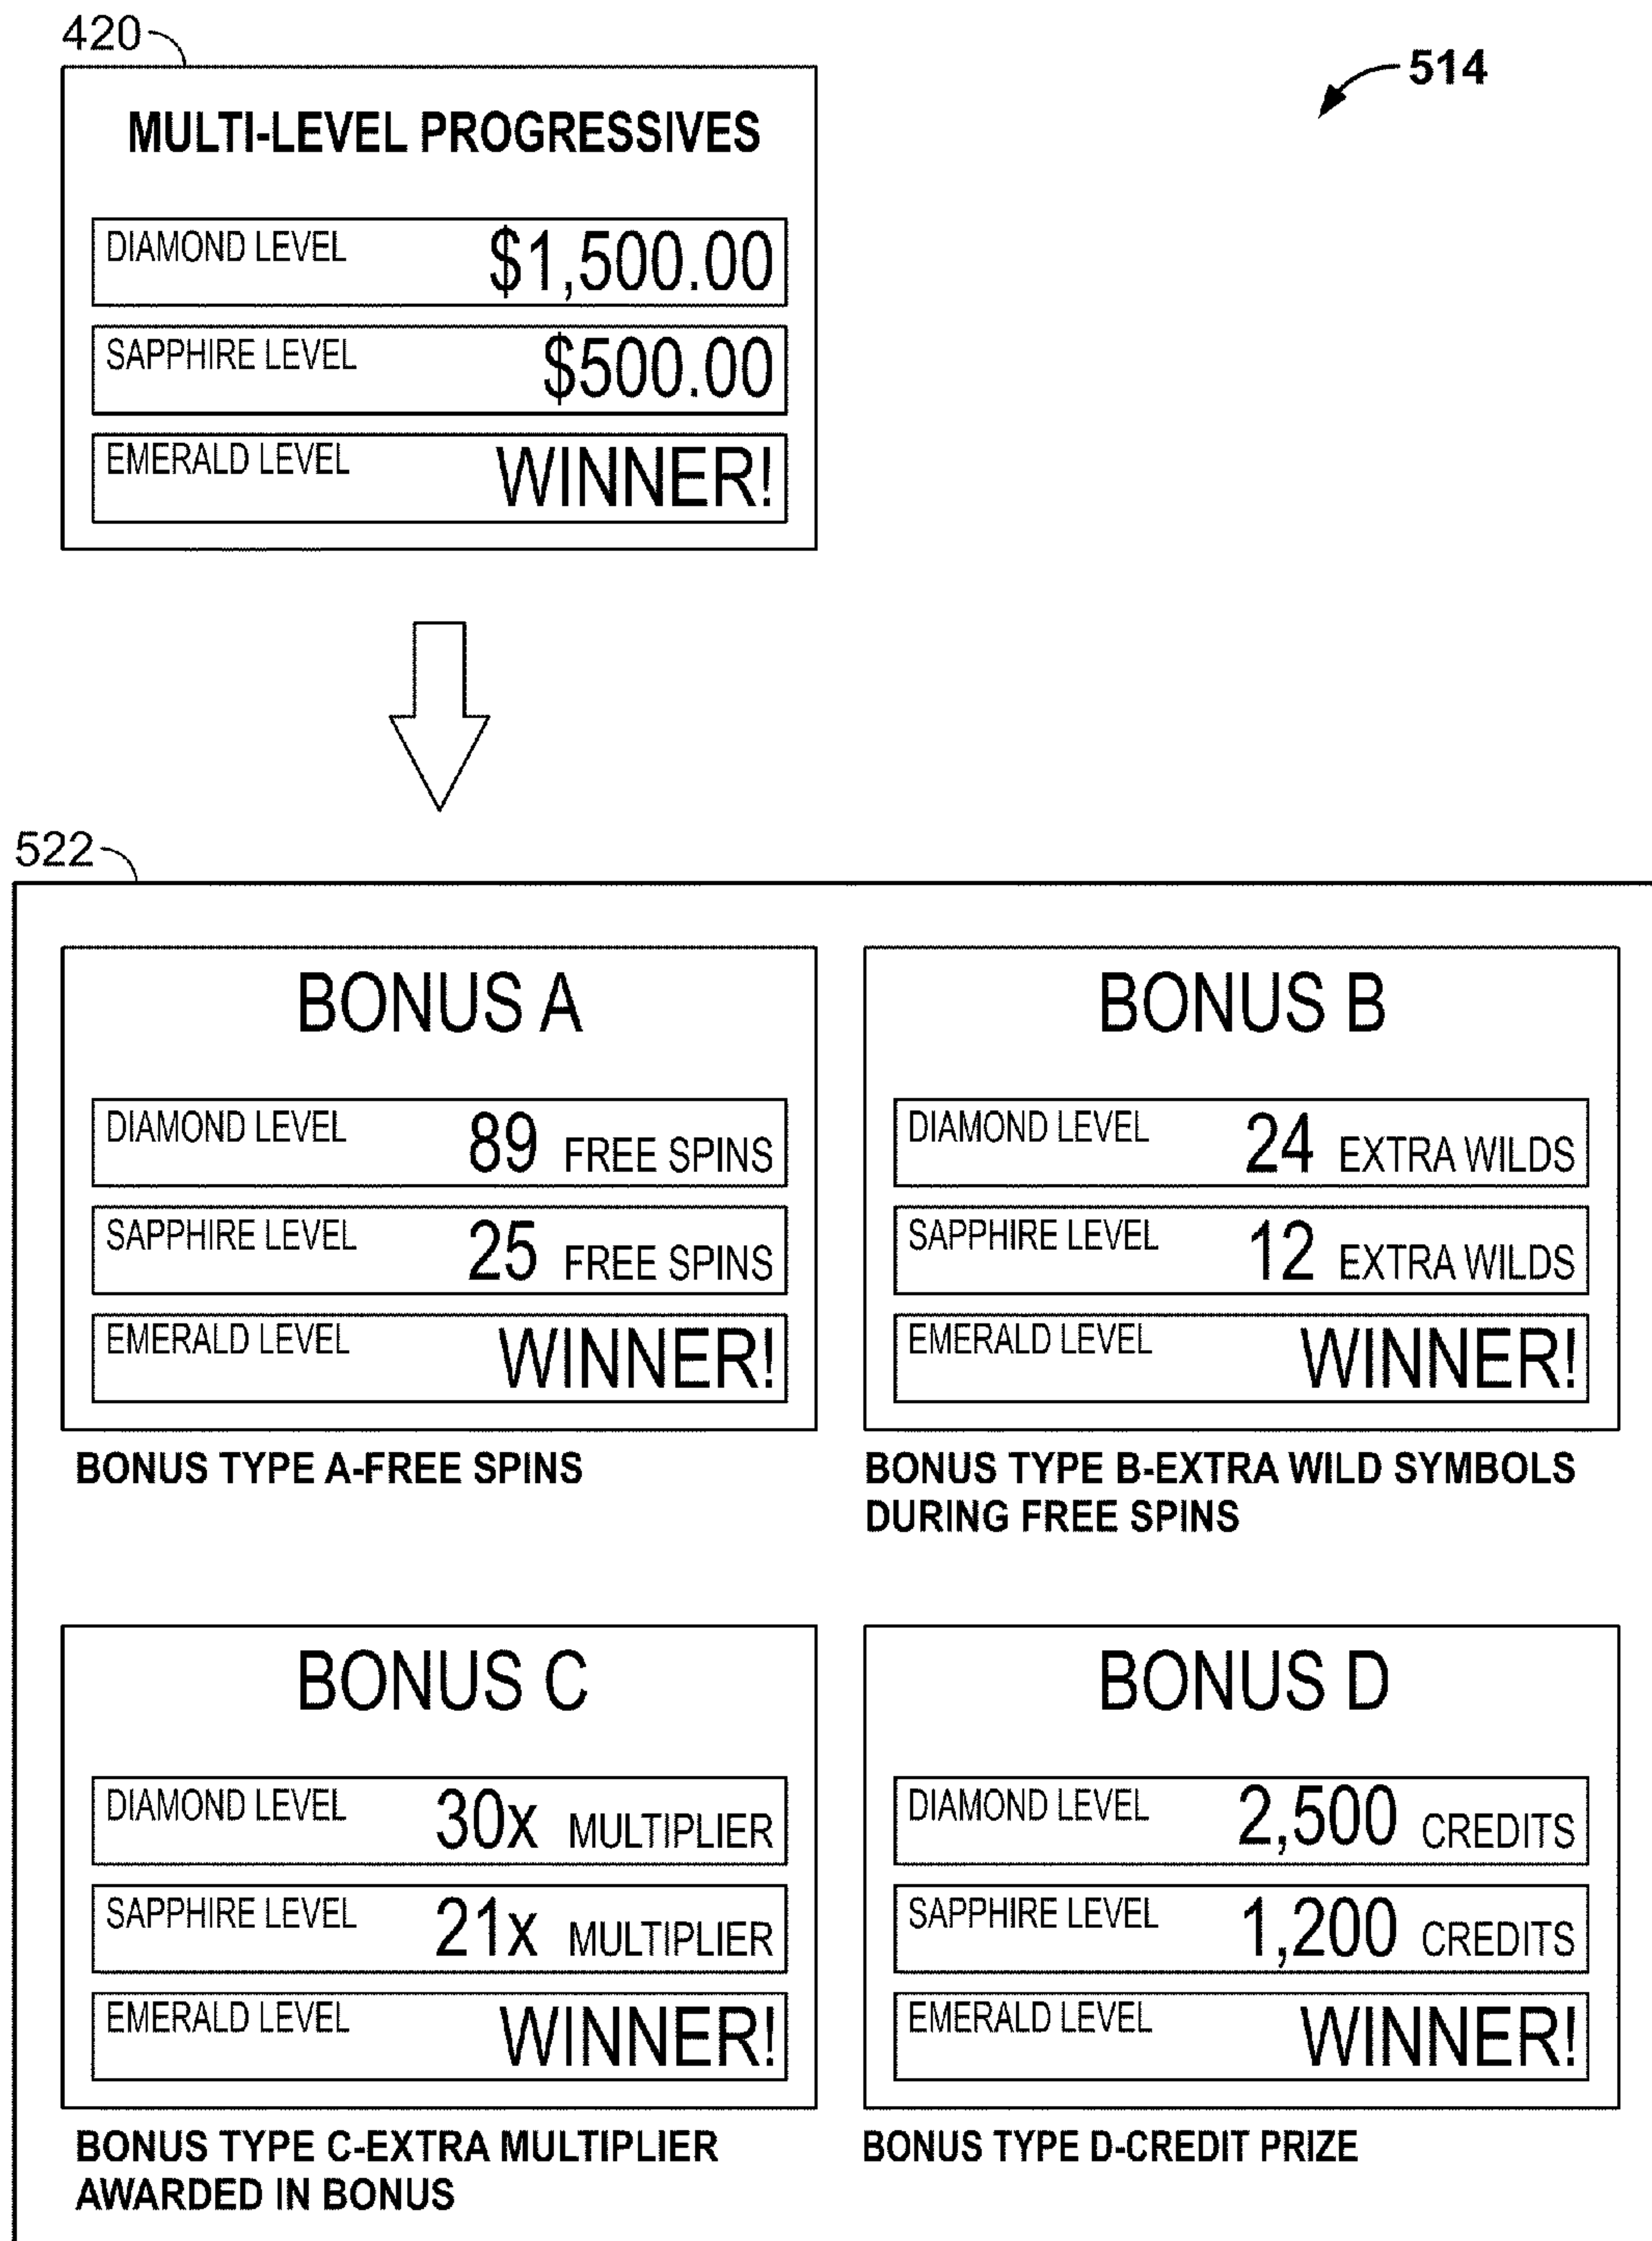 420
514
MULTI-LEVEL PROGRESSIVES
DIAMOND LEVEL $1,500.00
SAPPHIRE LEVEL $500.00
EMERALD LEVEL WINNER!
522
BONUS A
DIAMOND LEVEL 89 FREE SPINS
SAPPHIRE LEVEL 25 FREE SPINS
EMERALD LEVEL WINNER!
BONUS TYPE A-FREE SPINS
BONUS B
DIAMOND LEVEL 24 EXTRA WILDS
SAPPHIRE LEVEL 12 EXTRA WILDS
EMERALD LEVEL WINNER!
BONUS TYPE B-EXTRA WILD SYMBOLS
DURING FREE SPINS
BONUS C
DIAMOND LEVEL 30x MULTIPLIER
SAPPHIRE LEVEL 21x MULTIPLIER
EMERALD LEVEL WINNER!
BONUS TYPE C-EXTRA MULTIPLIER
AWARDED IN BONUS
BONUS D
DIAMOND LEVEL 2,500 CREDITS
SAPPHIRE LEVEL 1,200 CREDITS
EMERALD LEVEL WINNER!
BONUS TYPE D-CREDIT PRIZE